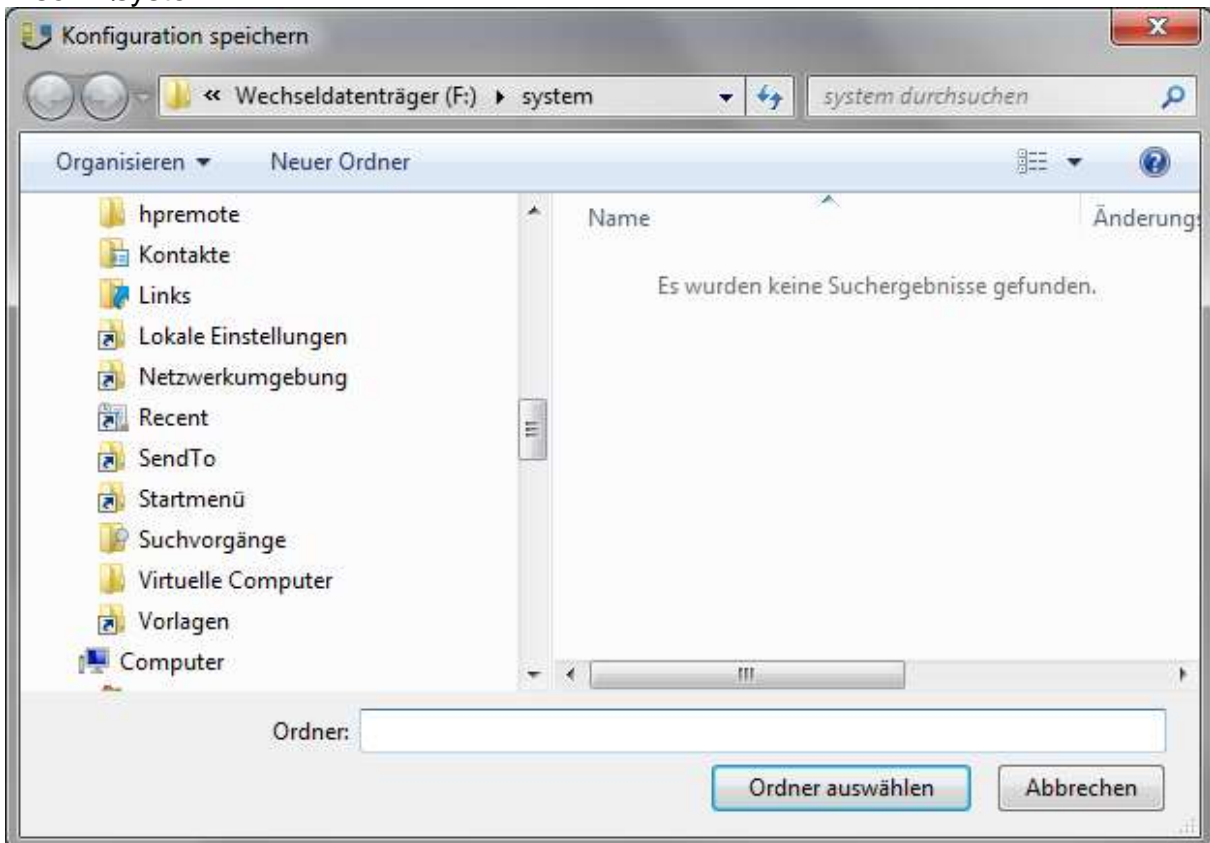 Konfiguration speichern
« Wechseldatenträger (F:) system
system durchsuchen
Organisieren Neuer Ordner
hpremote
Kontakte
Links
Lokale Einstellungen
Netzwerkumgebung
Recent
SendTo
Startmenü
Suchvorgänge
Virtuelle Computer
Vorlagen
Computer
Name Änderungs
Es wurden keine Suchergebnisse gefunden.
Ordner:
Ordner auswählen Abbrechen